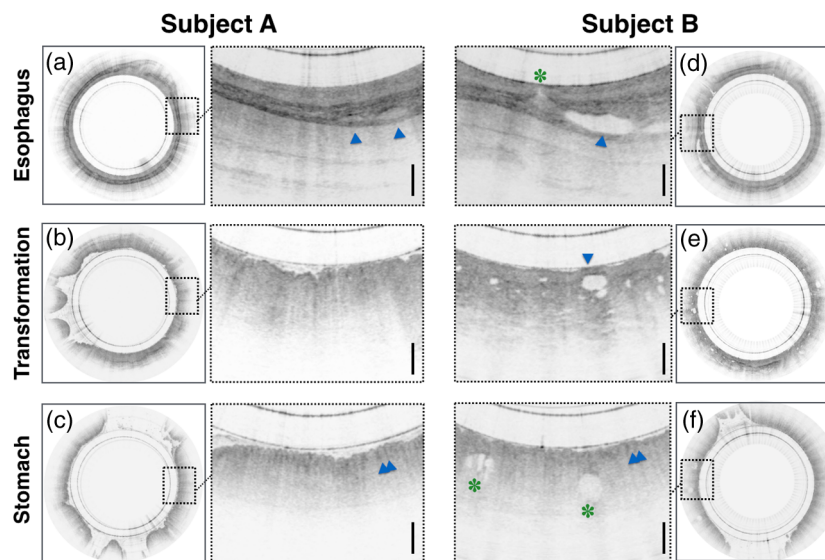 Subject A
Subject B
Esophagus
(a)
*
(d)
Transformation
(b)
(e)
Stomach
(c)
*
*
(f)